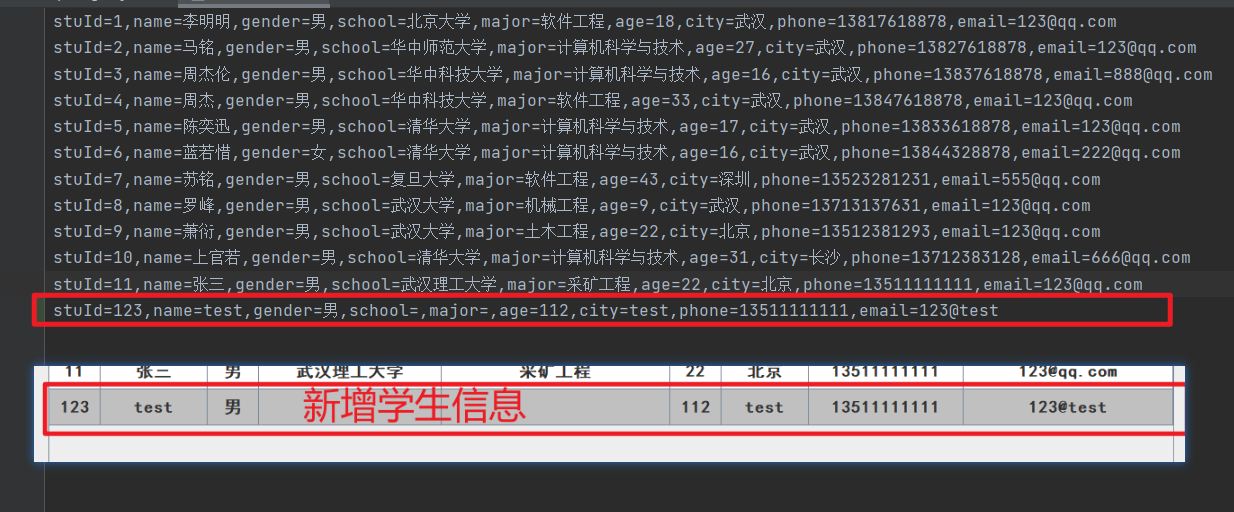 stuId=1,name=李明明,gender=男,school=北京大学,major=软件工程,age=18,city=武汉,phone=13817618878,email=123@qq.com
stuId=2,name=马铭,gender=男,school=华中师范大学,major=计算机科学与技术,age=27,city=武汉,phone=13827618878,email=123@qq.com
stuId=3,name=周杰伦,gender=男,school=华中科技大学,major=计算机科学与技术,age=16,city=武汉,phone=13837618878,email=888@qq.com
stuId=4,name=周杰,gender=男,school=华中科技大学,major=软件工程,age=33,city=武汉,phone=13847618878,email=123@qq.com
stuId=5,name=陈奕迅,gender=男,school=清华大学,major=计算机科学与技术,age=17,city=武汉,phone=13833618878,email=123@qq.com
stuId=6,name=蓝若惜,gender=女,school=清华大学,major=计算机科学与技术,age=16,city=武汉,phone=13844328878,email=222@qq.com
stuId=7,name=苏铭,gender=男,school=复旦大学,major=软件工程,age=43,city=深圳,phone=13523281231,email=555@qq.com
stuId=8,name=罗峰,gender=男,school=武汉大学,major=机械工程,age=9,city=武汉,phone=13713137631,email=123@qq.com
stuId=9,name=萧衍,gender=男,school=武汉大学,major=土木工程,age=22,city=北京,phone=13512381293,email=123@qq.com
stuId=10,name=上官若,gender=男,school=清华大学,major=计算机科学与技术,age=31,city=长沙,phone=13712383128,email=666@qq.com
stuId=11,name=张三,gender=男,school=武汉理工大学,major=采矿工程,age=22,city=北京,phone=13511111111,email=123@qq.com
stuId=123,name=test,gender=男,school=,major=,age=112,city=test,phone=13511111111,email=123@test
11 张三 男 武汉理工大学 采矿工程 22 北京 13511111111 123@qq.com
123 test 男 新增学生信息 112 test 13511111111 123@test